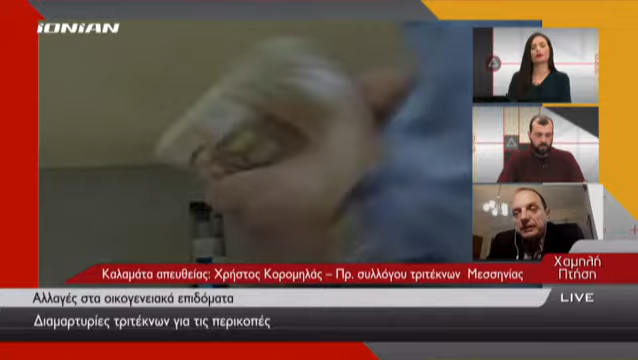 iONiAN
Καλαμάτα απευθείας: Χρήστος Κορομηλάς – Πρ. συλλόγου τριτέκνων Μεσσηνίας
Χαμηλή
Πτήση
Αλλαγές στα οικογενειακά επιδόματα
LIVE
Διαμαρτυρίες τριτέκνων για τις περικοπές